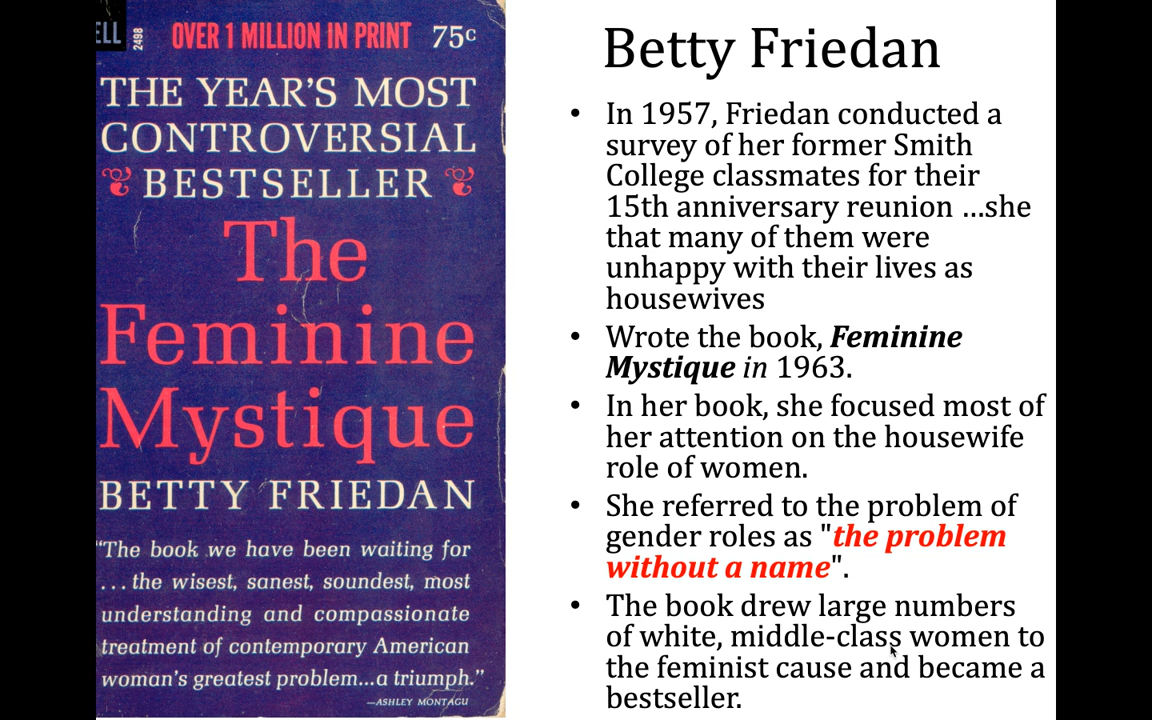 ELL
2498
OVER 1 MILLION IN PRINT 75c
THE YEAR'S MOST
CONTROVERSIAL
BESTSELLER
The
Feminine
Mystique
BETTY FRIEDAN
"The book we have been waiting for
...the wisest, sanest, soundest, most
understanding and compassionate
treatment of contemporary American
woman's greatest problem...a triumph."
—ASHLEY MONTAGU
Betty Friedan
• In 1957, Friedan conducted a
survey of her former Smith
College classmates for their
15th anniversary reunion ...she
that many of them were
unhappy with their lives as
housewives
• Wrote the book, Feminine
Mystique in 1963.
• In her book, she focused most of
her attention on the housewife
role of women.
• She referred to the problem of
gender roles as "the problem
without a name".
• The book drew large numbers
of white, middle-class women to
the feminist cause and became a
bestseller.